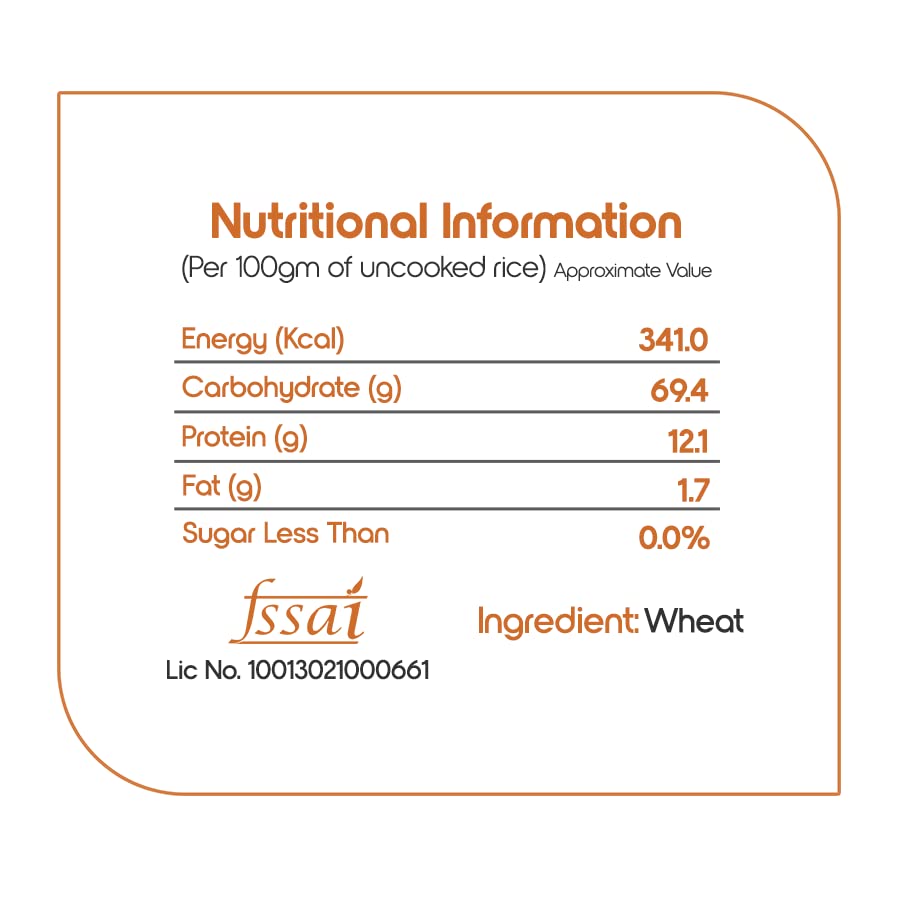 Nutritional Information
(Per 100gm of uncooked rice) Approximate Value
Energy (Kcal) 341.0
Carbohydrate (g) 69.4
Protein (g) 12.1
Fat (g) 1.7
Sugar Less Than 0.0%
fssai
Ingredient: Wheat
Lic No. 10013021000661